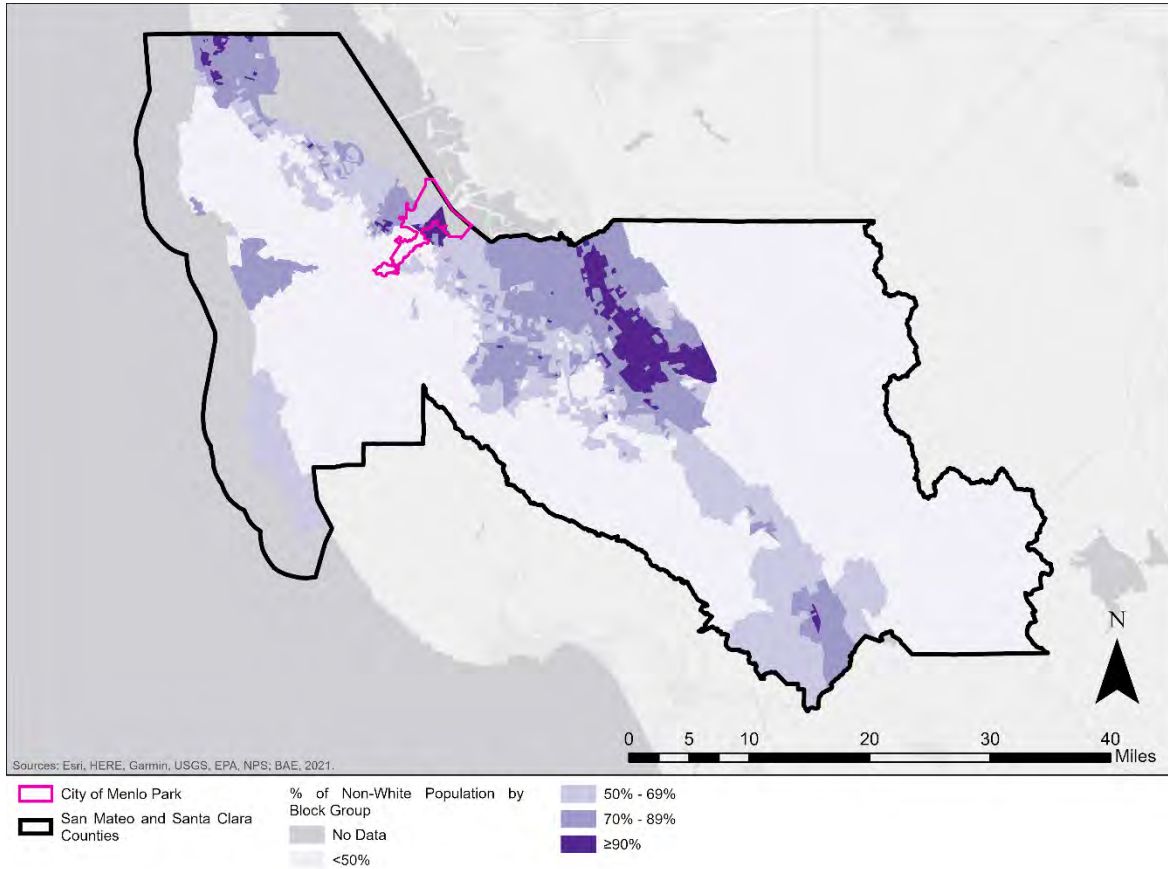 N
0 5 10 20 30 40
Miles
Sources: Esri, HERE, Garmin, USGS, EPA, NPS; BAE, 2021.
City of Menlo Park
San Mateo and Santa Clara
Counties
% of Non-White Population by
Block Group
No Data
<50%
50% - 69%
70% - 89%
≥90%